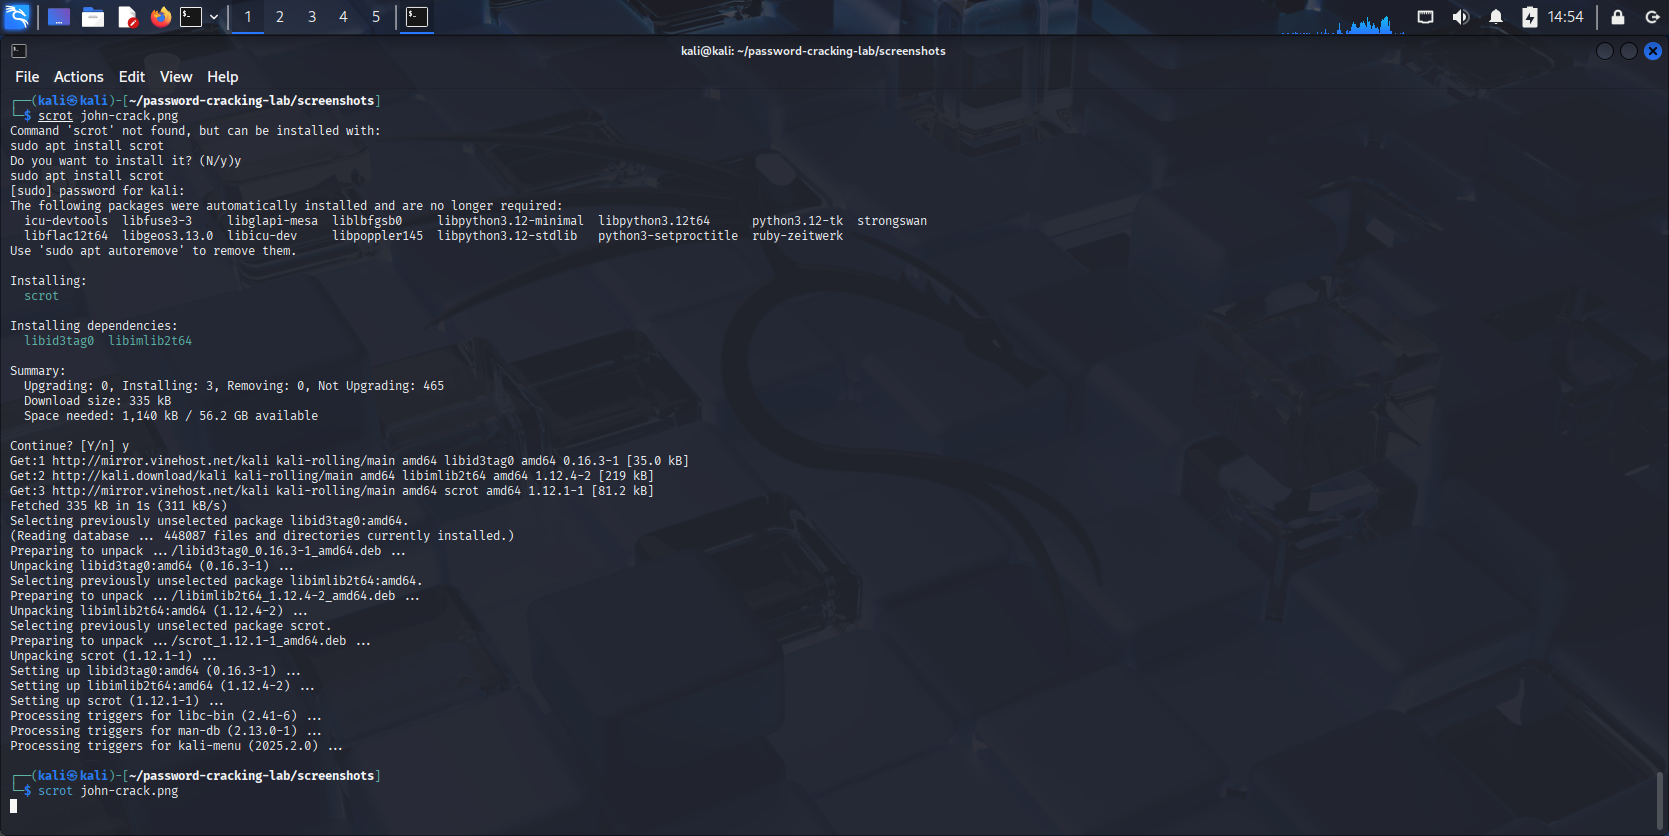 1 2 3 4 5 14:54
kali@kali: ~/password-cracking-lab/screenshots
File Actions Edit View Help
┌──(kali㉿kali)-[~/password-cracking-lab/screenshots]
└─$ scrot john-crack.png
Command 'scrot' not found, but can be installed with:
sudo apt install scrot
Do you want to install it? (N/y)y
sudo apt install scrot
[sudo] password for kali:
The following packages were automatically installed and are no longer required:
  icu-devtools  libfuse3-3     libglapi-mesa  liblbfgsb0     libpython3.12-minimal  libpython3.12t64      python3.12-tk  strongswan
  libflac12t64  libgeos3.13.0  libicu-dev     libpoppler145  libpython3.12-stdlib   python3-setproctitle  ruby-zeitwerk
Use 'sudo apt autoremove' to remove them.
Installing:
  scrot
Installing dependencies:
  libid3tag0  libimlib2t64
Summary:
  Upgrading: 0, Installing: 3, Removing: 0, Not Upgrading: 465
  Download size: 335 kB
  Space needed: 1,140 kB / 56.2 GB available
Continue? [Y/n] y
Get:1 http://mirror.vinehost.net/kali kali-rolling/main amd64 libid3tag0 amd64 0.16.3-1 [35.0 kB]
Get:2 http://kali.download/kali kali-rolling/main amd64 libimlib2t64 amd64 1.12.4-2 [219 kB]
Get:3 http://mirror.vinehost.net/kali kali-rolling/main amd64 scrot amd64 1.12.1-1 [81.2 kB]
Fetched 335 kB in 1s (311 kB/s)
Selecting previously unselected package libid3tag0:amd64.
(Reading database ... 448087 files and directories currently installed.)
Preparing to unpack .../libid3tag0_0.16.3-1_amd64.deb ...
Unpacking libid3tag0:amd64 (0.16.3-1) ...
Selecting previously unselected package libimlib2t64:amd64.
Preparing to unpack .../libimlib2t64_1.12.4-2_amd64.deb ...
Unpacking libimlib2t64:amd64 (1.12.4-2) ...
Selecting previously unselected package scrot.
Preparing to unpack .../scrot_1.12.1-1_amd64.deb ...
Unpacking scrot (1.12.1-1) ...
Setting up libid3tag0:amd64 (0.16.3-1) ...
Setting up libimlib2t64:amd64 (1.12.4-2) ...
Setting up scrot (1.12.1-1) ...
Processing triggers for libc-bin (2.41-6) ...
Processing triggers for man-db (2.13.0-1) ...
Processing triggers for kali-menu (2025.2.0) ...
┌──(kali㉿kali)-[~/password-cracking-lab/screenshots]
└─$ scrot john-crack.png